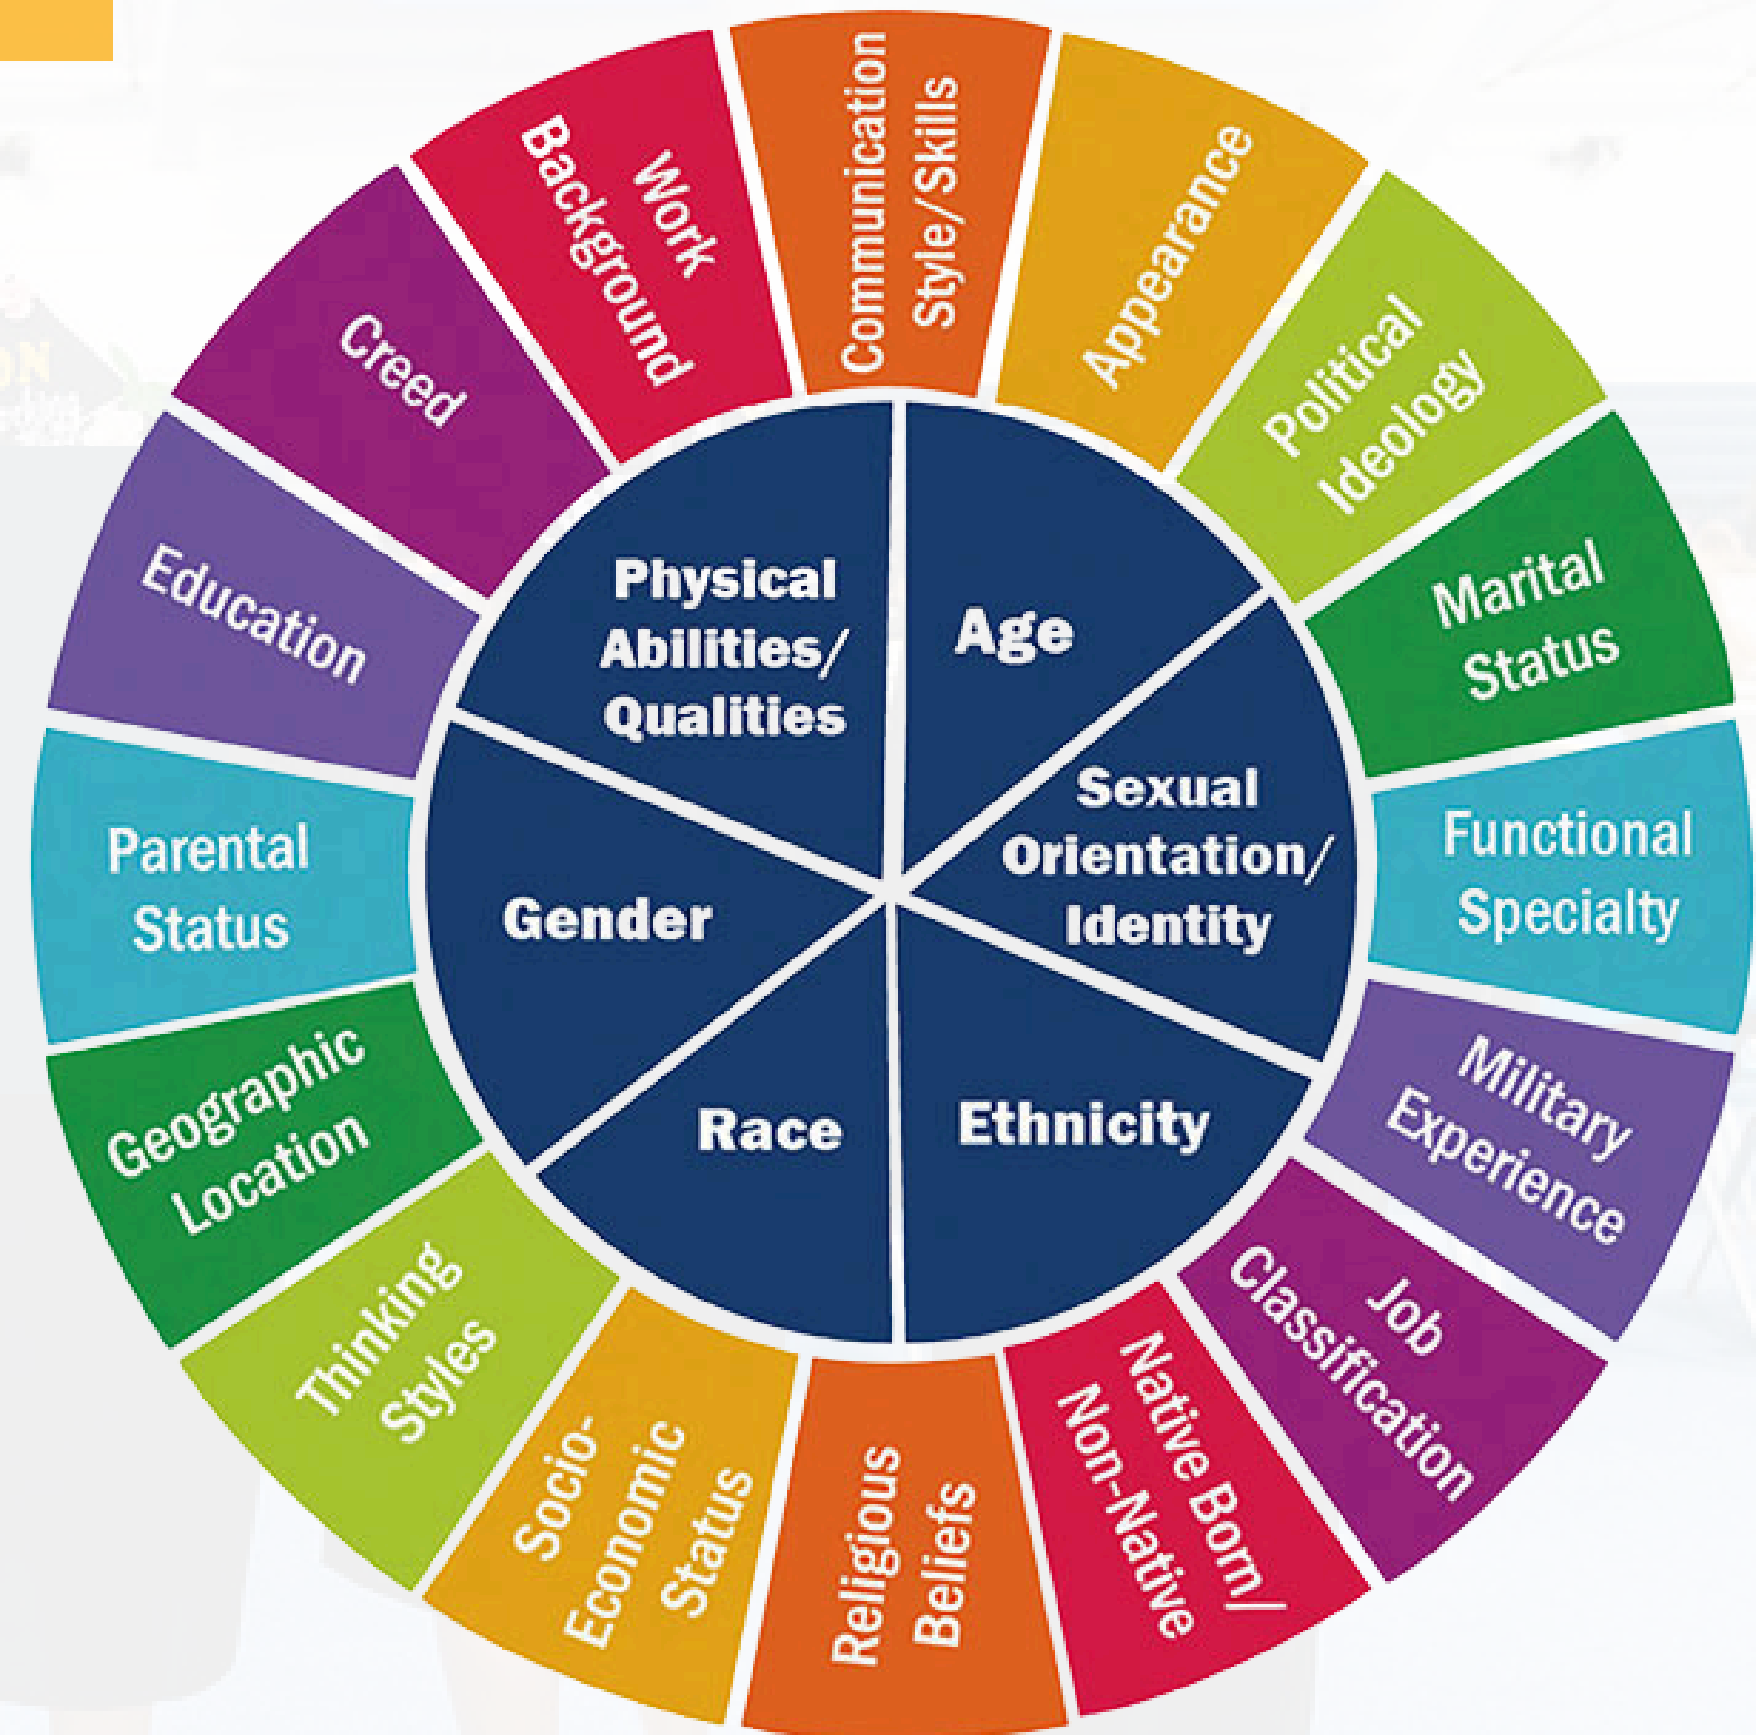 Communication
Style/Skills
Appearance
Political
Ideology
Marital
Status
Functional
Specialty
Military
Experience
Job
Classification
Native Born/
Non-Native
Religious
Beliefs
Socio-
Economic
Status
Thinking
Styles
Geographic
Location
Parental
Status
Education
Creed
Work
Background
Age
Sexual
Orientation/
Identity
Ethnicity
Race
Gender
Physical
Abilities/
Qualities